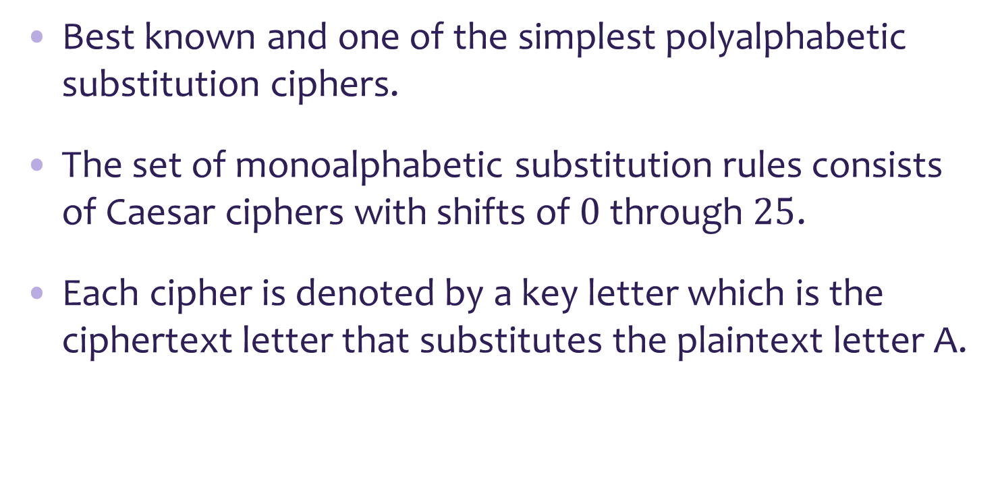 • Best known and one of the simplest polyalphabetic
substitution ciphers.
• The set of monoalphabetic substitution rules consists
of Caesar ciphers with shifts of 0 through 25.
• Each cipher is denoted by a key letter which is the
ciphertext letter that substitutes the plaintext letter A.